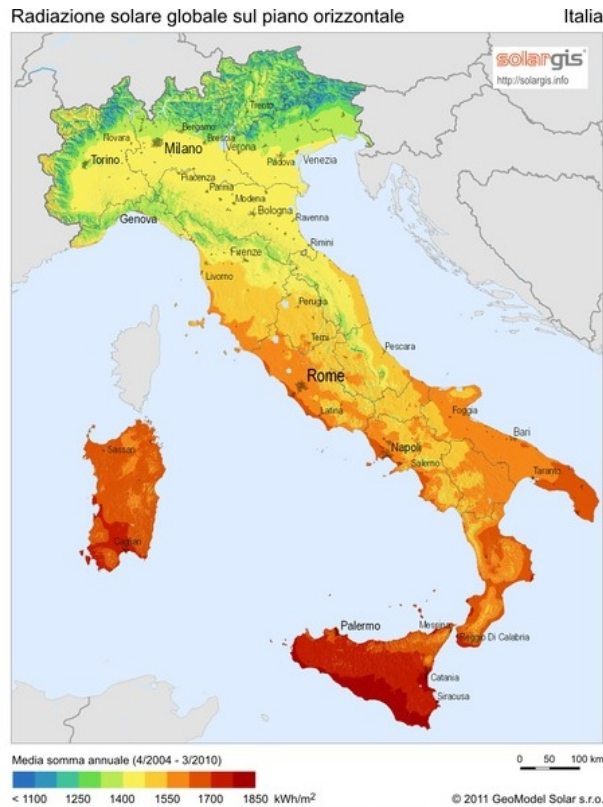 Radiazione solare globale sul piano orizzontale
Italia
solargis
http://solargis.info
Trento
Bergamo
Novara
Brescia
Milano
Verona
Torino
Padova
Venezia
Piacenza
Parma
Modena
Genova
Bologna
Ravenna
Rimini
Firenze
Livorno
Perugia
Terni
Pescara
Rome
Latina
Foggia
Bari
Napoli
Salerno
Taranto
Sassari
Cagliari
Palermo
Messina
Reggio Di Calabria
Catania
Siracusa
Media somma annuale (4/2004 - 3/2010)
0 50 100 km
< 1100 1250 1400 1550 1700 1850 kWh/m²
© 2011 GeoModel Solar s.r.o.